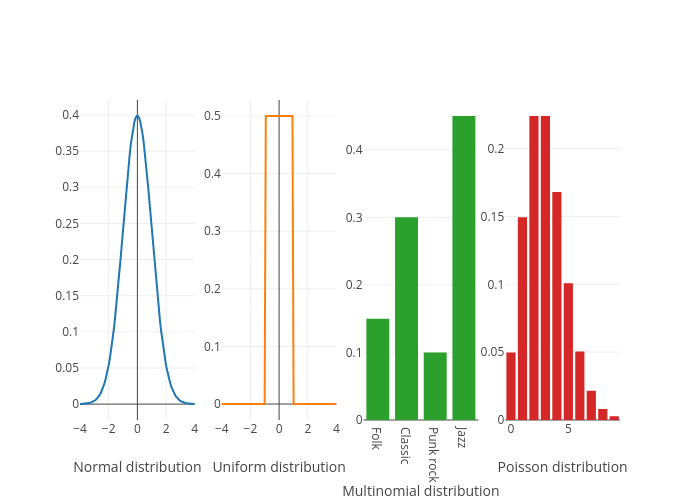 0.4
0.35
0.3
0.25
0.2
0.15
0.1
0.05
0
−4 −2 0 2 4
Normal distribution
0.5
0.4
0.3
0.2
0.1
0
−4 −2 0 2 4
Uniform distribution
0.4
0.3
0.2
0.1
0
Folk
Classic
Punk rock
Jazz
Multinomial distribution
0.2
0.15
0.1
0.05
0
0 5
Poisson distribution